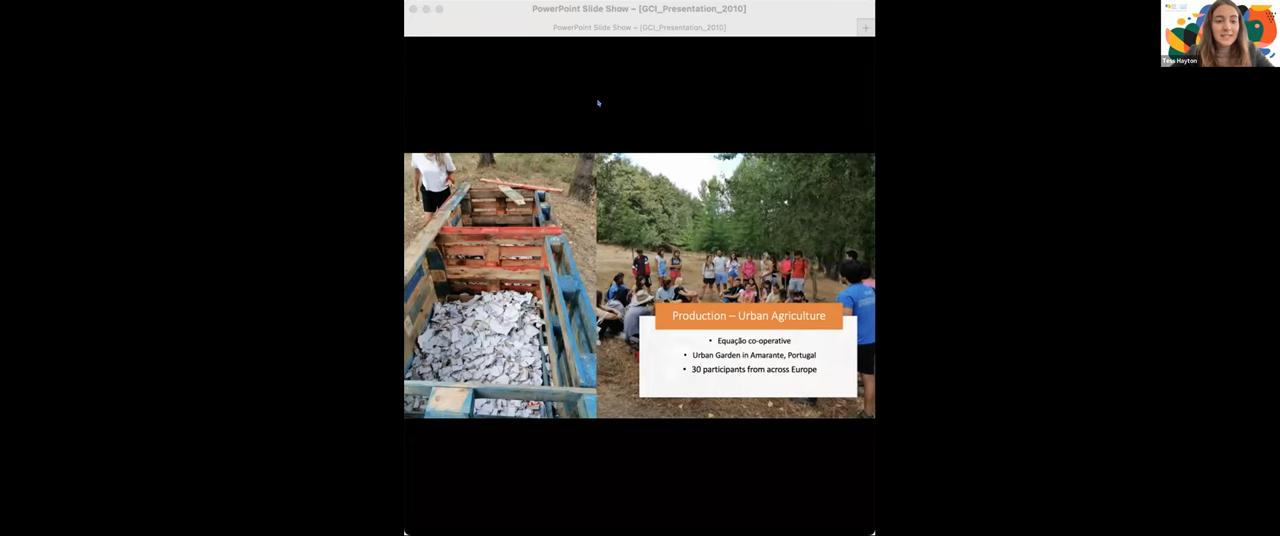 PowerPoint Slide Show – [GCI_Presentation_2010]
PowerPoint Slide Show – [GCI_Presentation_2010]
Tess Hayton
Production – Urban Agriculture
• Equação co-operative
• Urban Garden in Amarante, Portugal
• 30 participants from across Europe